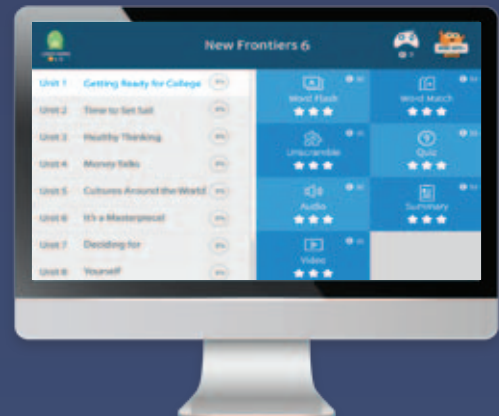 New Frontiers 6
Unit 1 Getting Ready for College
Unit 2 Time to Set Sail
Unit 3 Healthy Thinking
Unit 4 Money Talks
Unit 5 Cultures Around the World
Unit 6 It's a Masterpiece!
Unit 7 Deciding for
Unit 8 Yourself
Word Flash
Word Match
Unscramble
Quiz
Audio
Summary
Video